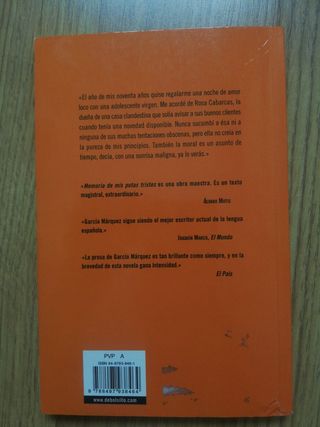 «El año de mis noventa años quise regalarme una noche de amor
loco con una adolescente virgen. Me acordé de Rosa Cabarcas, la
dueña de una casa clandestina que solía avisar a sus buenos clientes
cuando tenía una novedad disponible. Nunca sucumbí a ésa ni a
ninguna de sus muchas tentaciones obscenas, pero ella no creía en
la pureza de mis principios. También la moral es un asunto de
tiempo, decía, con una sonrisa maligna, ya lo verás.»
«Memoria de mis putas tristes es una obra maestra. Es un texto
magistral, extraordinario.»
ÁLVARO MUTIS
«García Márquez sigue siendo el mejor escritor actual de la lengua
española.»
JOAQUÍN MARCO, El Mundo
«La prosa de García Márquez es tan brillante como siempre, y en la
brevedad de esta novela gana intensidad.»
El País
PVP A
www.debolsillo.com